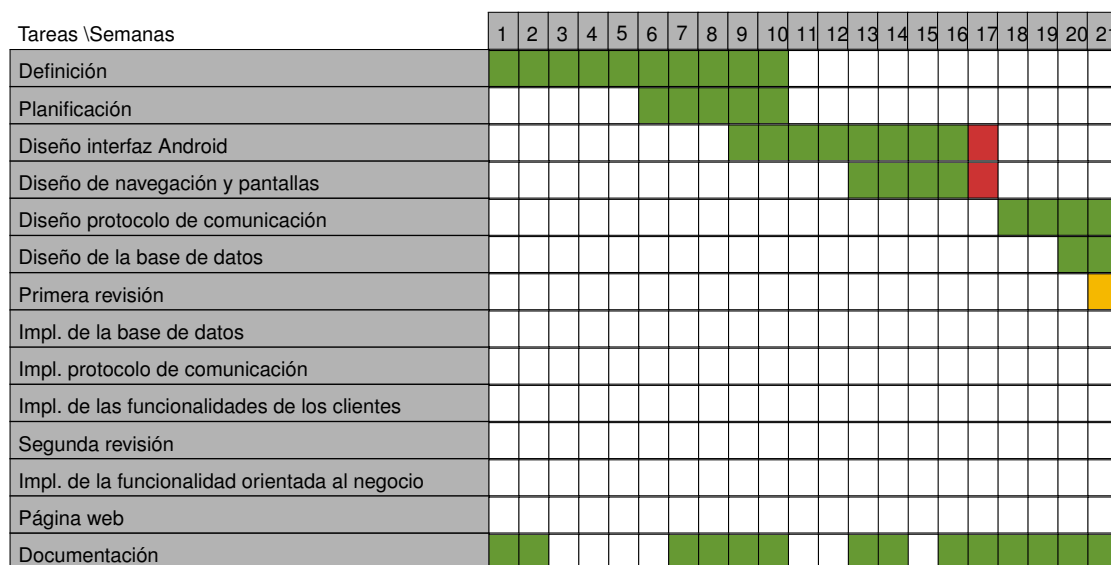 Tareas \Semanas 1 2 3 4 5 6 7 8 9 10 11 12 13 14 15 16 17 18 19 20 21
Definición
Planificación
Diseño interfaz Android
Diseño de navegación y pantallas
Diseño protocolo de comunicación
Diseño de la base de datos
Primera revisión
Impl. de la base de datos
Impl. protocolo de comunicación
Impl. de las funcionalidades de los clientes
Segunda revisión
Impl. de la funcionalidad orientada al negocio
Página web
Documentación